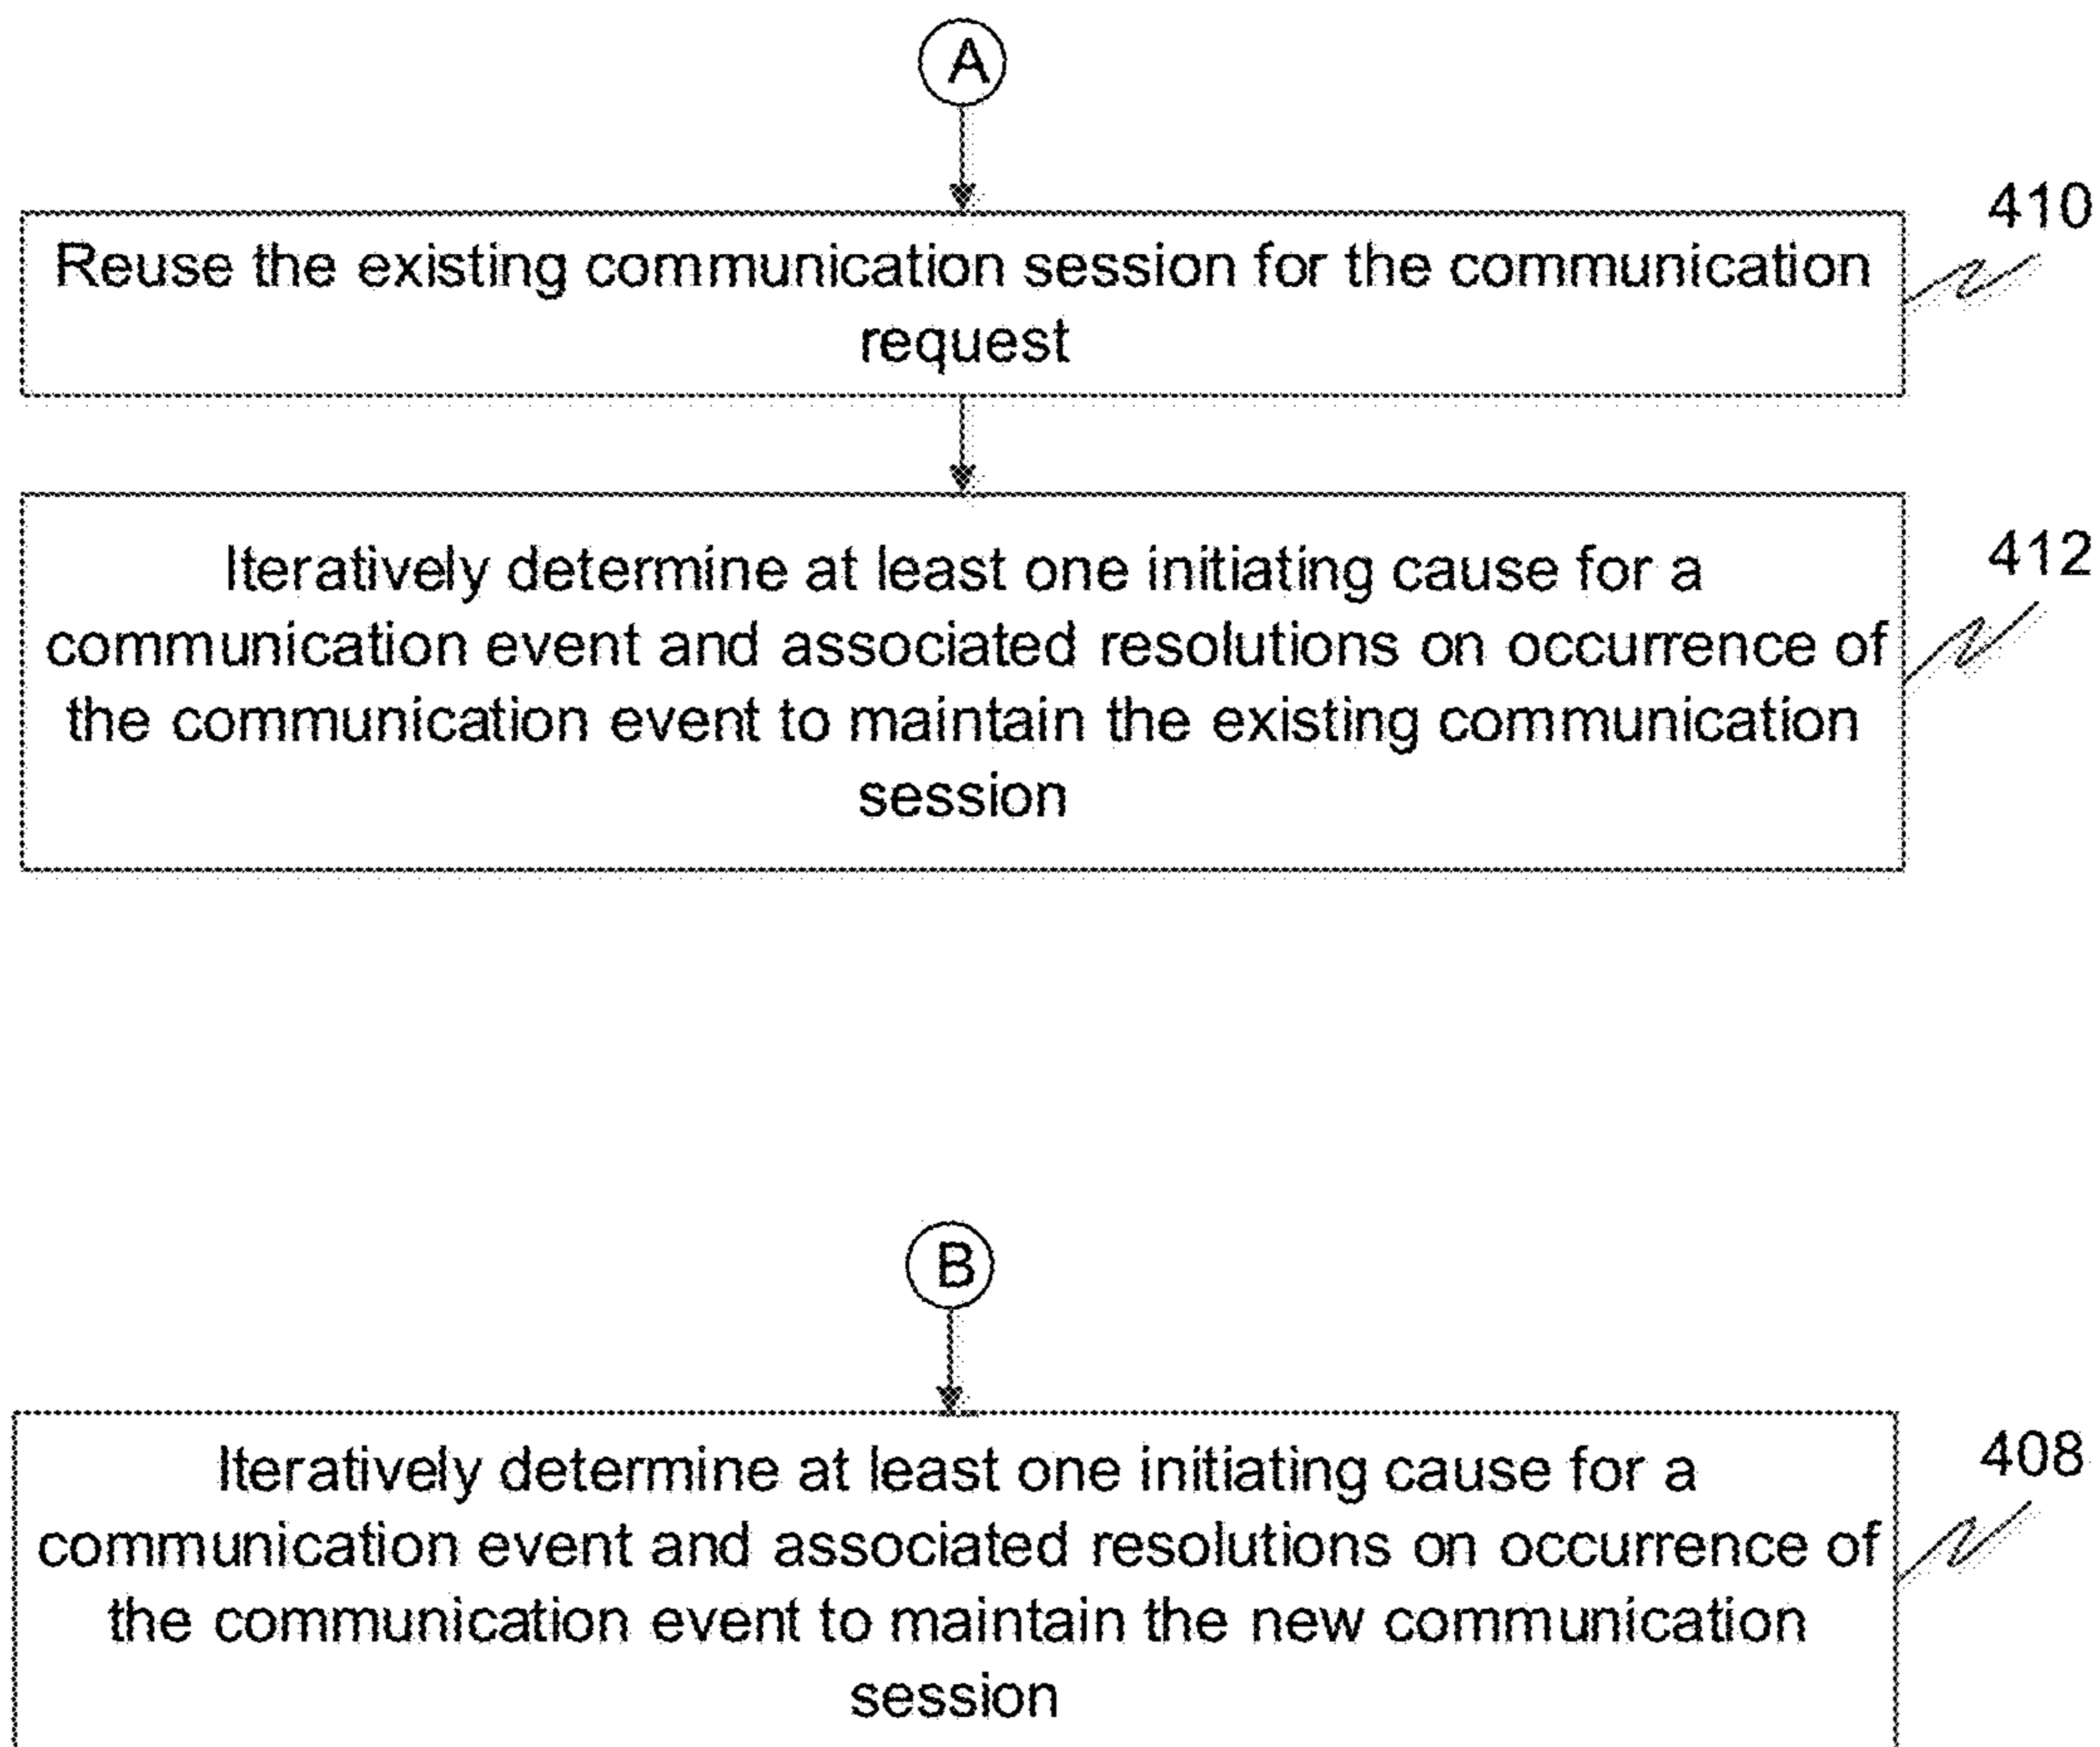 A
410
Reuse the existing communication session for the communication
request
412
Iteratively determine at least one initiating cause for a
communication event and associated resolutions on occurrence of
the communication event to maintain the existing communication
session
B
408
Iteratively determine at least one initiating cause for a
communication event and associated resolutions on occurrence of
the communication event to maintain the new communication
session